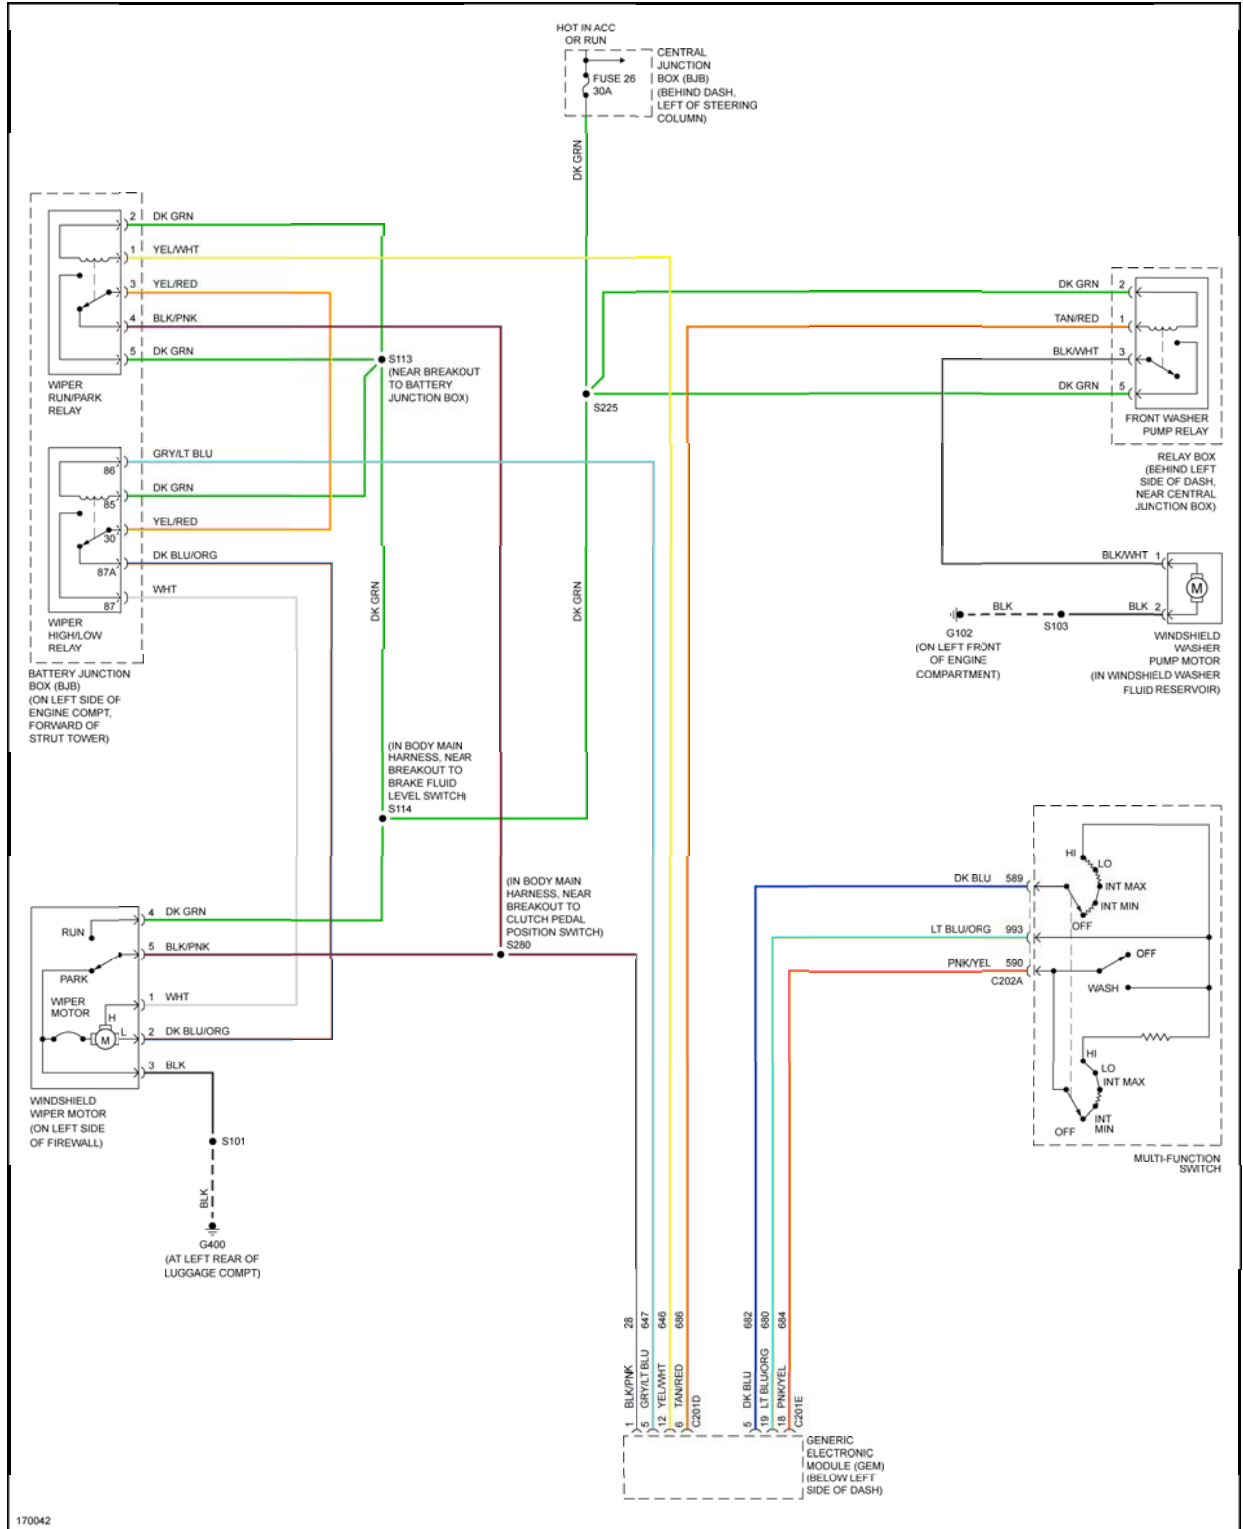 HOT IN ACC
OR RUN
FUSE 26
30A
CENTRAL
JUNCTION
BOX (BJB)
(BEHIND DASH,
LEFT OF STEERING
COLUMN)
DK GRN
2 DK GRN
1 YEL/WHT
3 YEL/RED
4 BLK/PNK
5 DK GRN
WIPER
RUN/PARK
RELAY
S113
(NEAR BREAKOUT
TO BATTERY
JUNCTION BOX)
86 GRY/LT BLU
85 DK GRN
30 YEL/RED
87A DK BLU/ORG
87 WHT
WIPER
HIGH/LOW
RELAY
BATTERY JUNCTION
BOX (BJB)
(ON LEFT SIDE OF
ENGINE COMPT,
FORWARD OF
STRUT TOWER)
DK GRN
DK GRN
S225
DK GRN 2
TAN/RED 1
BLK/WHT 3
DK GRN 5
FRONT WASHER
PUMP RELAY
RELAY BOX
(BEHIND LEFT
SIDE OF DASH,
NEAR CENTRAL
JUNCTION BOX)
BLK/WHT 1
M
BLK 2
BLK
S103
G102
(ON LEFT FRONT
OF ENGINE
COMPARTMENT)
WINDSHIELD
WASHER
PUMP MOTOR
(IN WINDSHIELD WASHER
FLUID RESERVOIR)
(IN BODY MAIN
HARNESS, NEAR
BREAKOUT TO
BRAKE FLUID
LEVEL SWITCH)
S114
(IN BODY MAIN
HARNESS, NEAR
BREAKOUT TO
CLUTCH PEDAL
POSITION SWITCH)
S280
RUN
PARK
WIPER
MOTOR
H
L
M
4 DK GRN
5 BLK/PNK
1 WHT
2 DK BLU/ORG
3 BLK
WINDSHIELD
WIPER MOTOR
(ON LEFT SIDE
OF FIREWALL)
S101
BLK
G400
(AT LEFT REAR OF
LUGGAGE COMPT)
DK BLU 589
LT BLU/ORG 993
PNK/YEL 590
C202A
HI
LO
INT MAX
INT MIN
OFF
OFF
WASH
HI
LO
INT MAX
INT
MIN
OFF
MULTI-FUNCTION
SWITCH
1 BLK/PNK 28
5 GRY/LT BLU 647
12 YEL/WHT 646
6 TAN/RED 686
C201D
5 DK BLU 682
19 LT BLU/ORG 680
18 PNK/YEL 684
C201E
GENERIC
ELECTRONIC
MODULE (GEM)
(BELOW LEFT
SIDE OF DASH)
170042